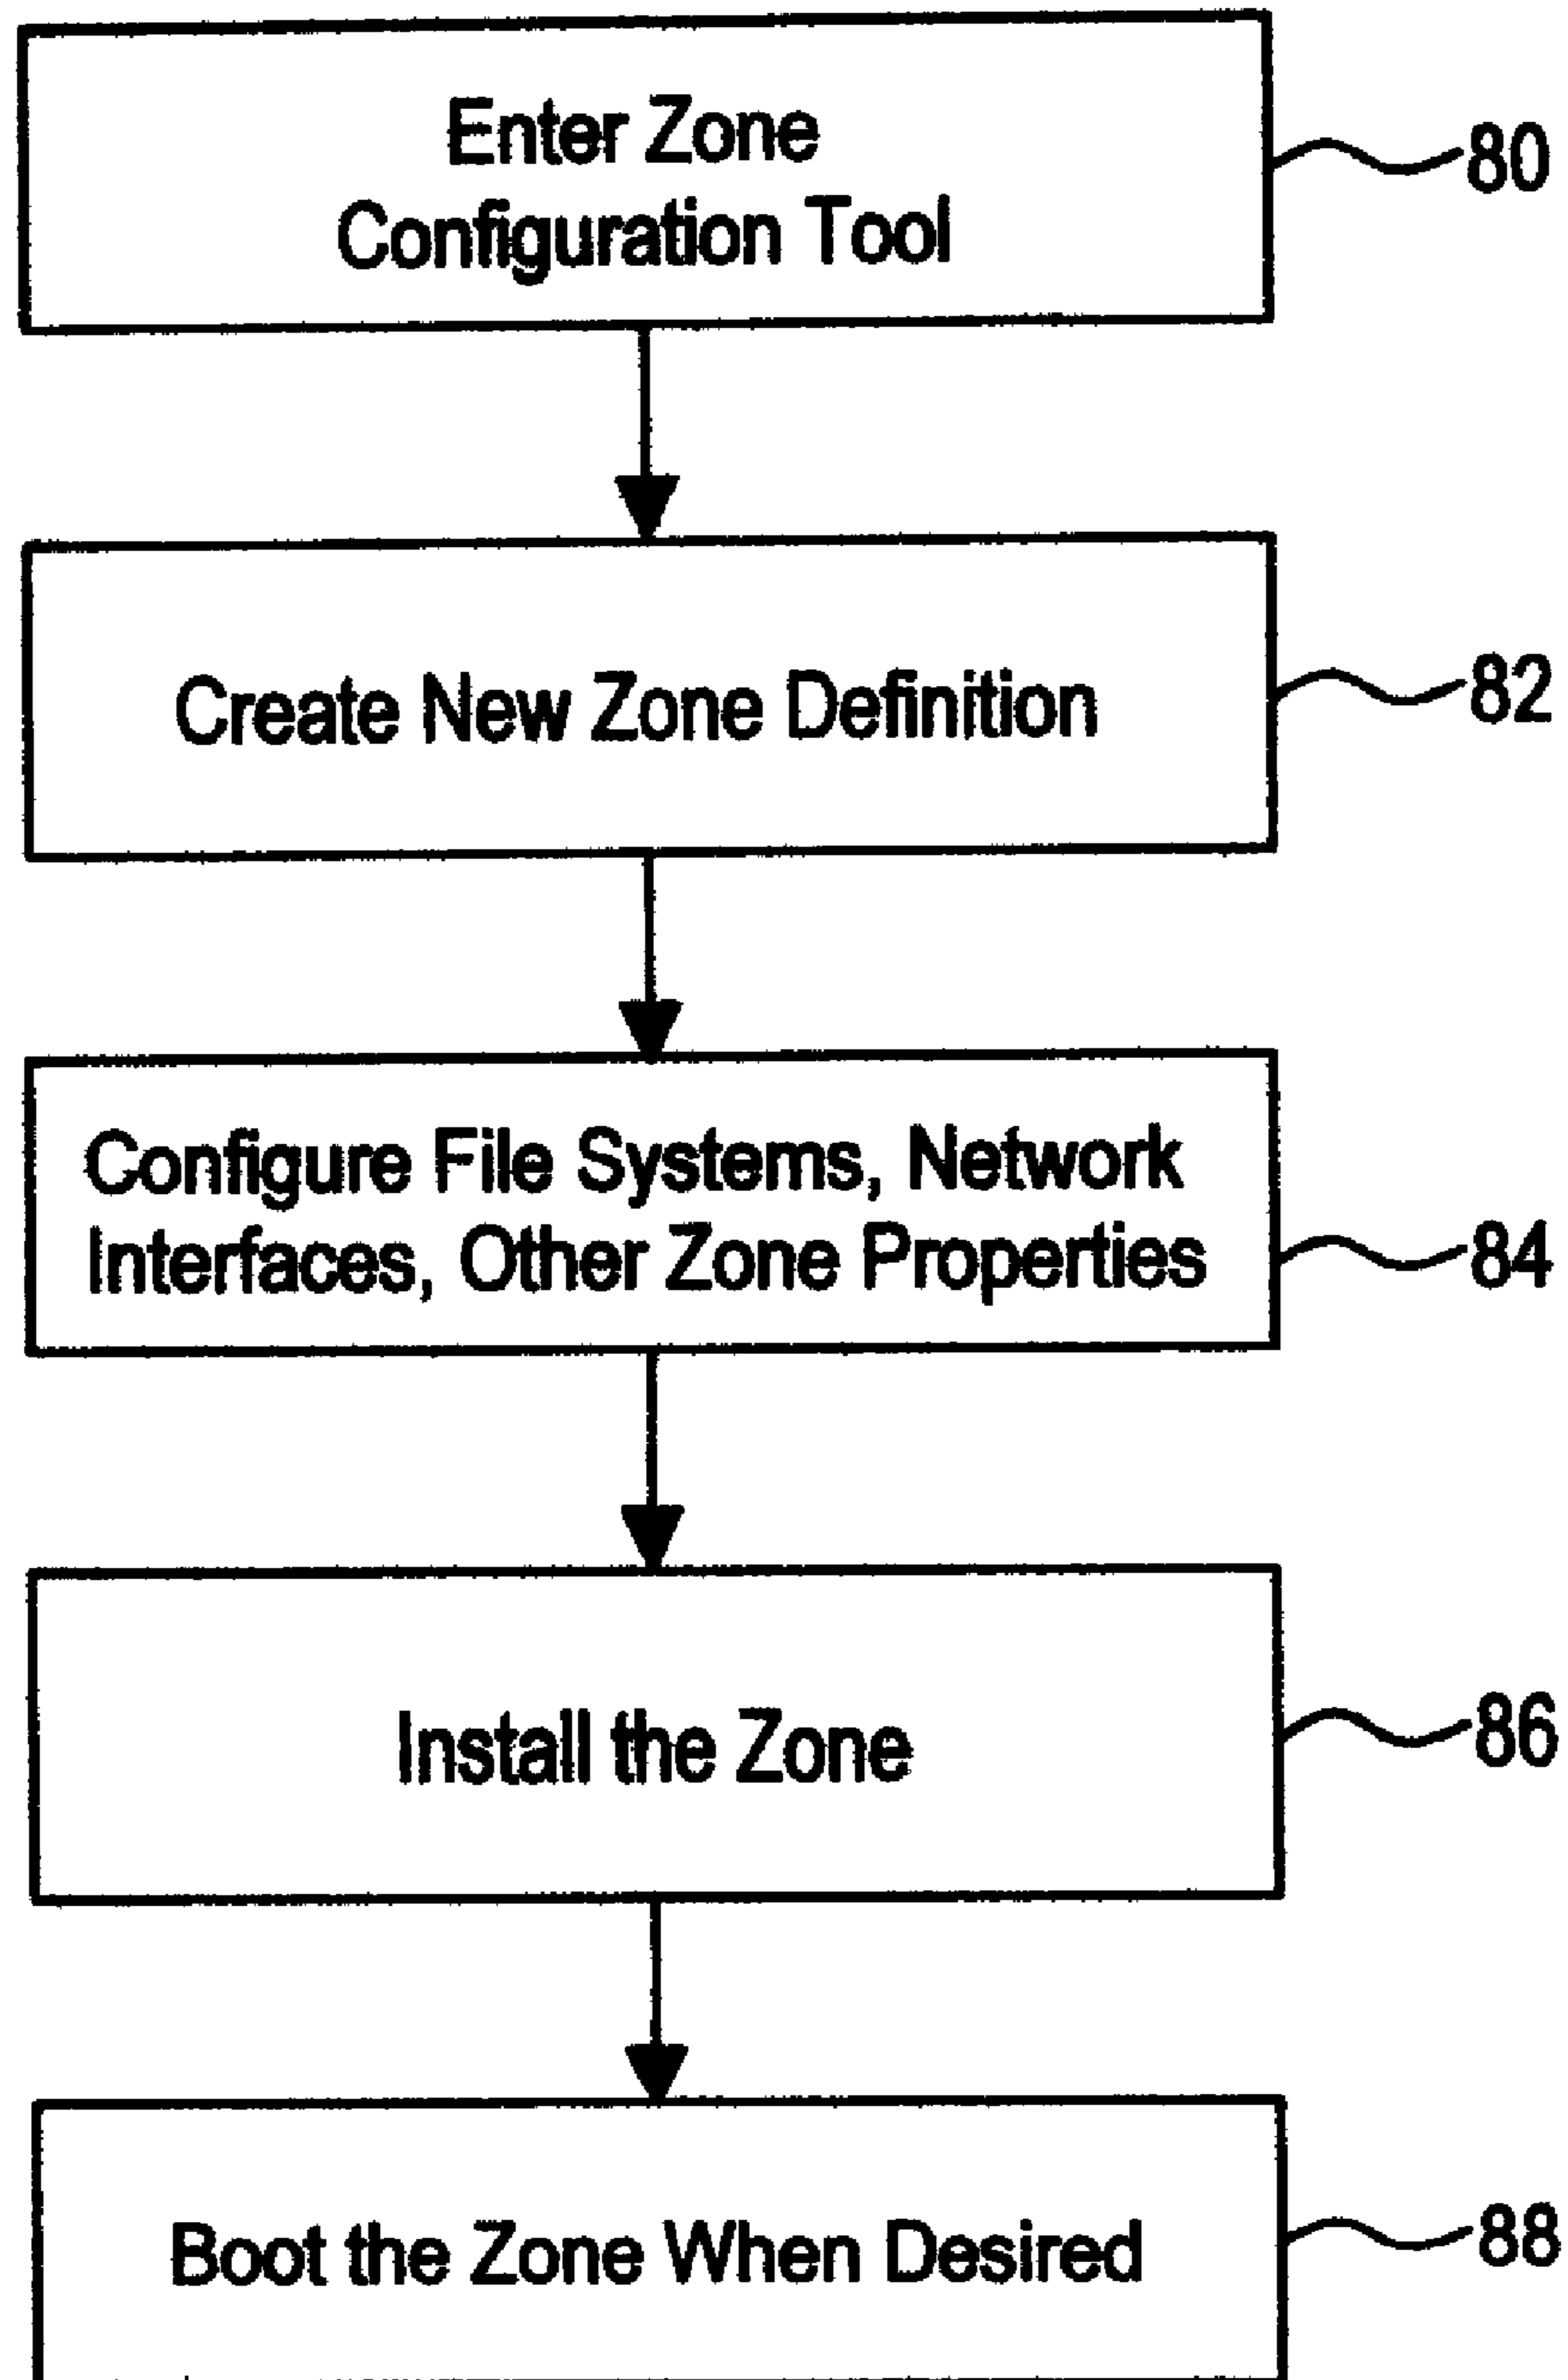 Enter Zone
Configuration Tool
80
Create New Zone Definition
82
Configure File Systems, Network
Interfaces, Other Zone Properties
84
Install the Zone
86
Boot the Zone When Desired
88